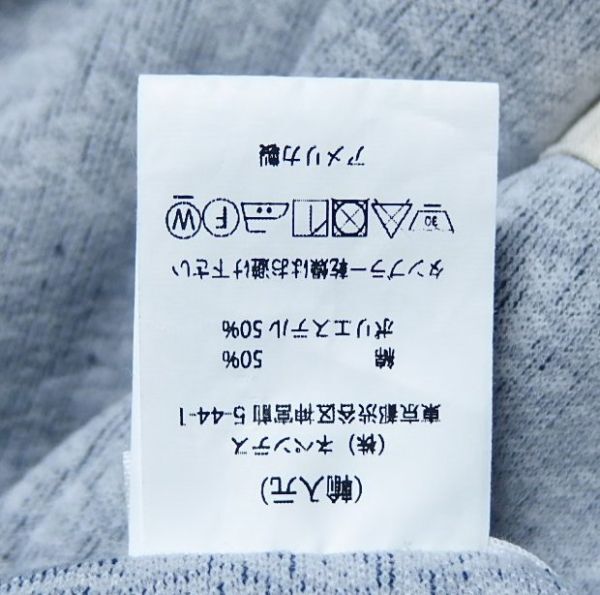 (輸入元)
(株) ネペンテス
東京都渋谷区神宮前 5-44-1
綿 50%
ポリエステル 50%
タンブラー乾燥はお避け下さい
30 F W
アメリカ製